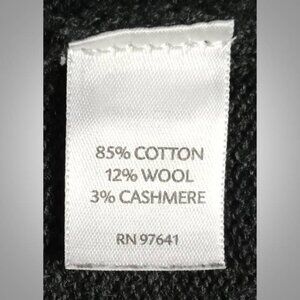 85% COTTON
12% WOOL
3% CASHMERE
RN 97641